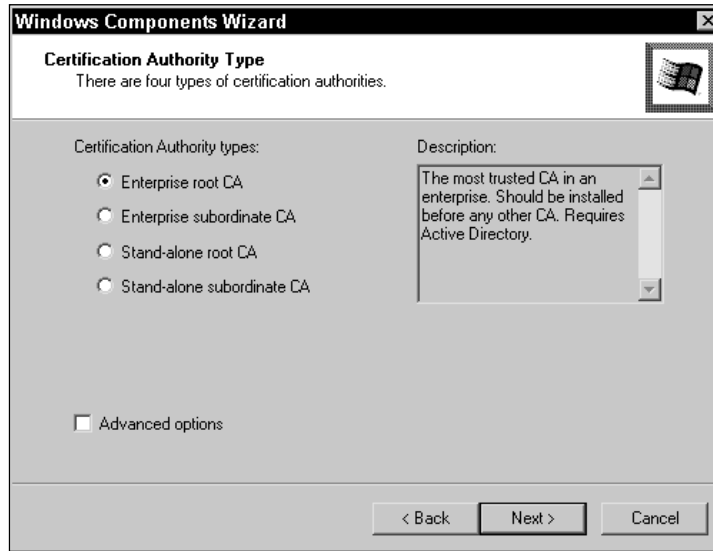 Windows Components Wizard
Certification Authority Type
There are four types of certification authorities.
Certification Authority types:
Enterprise root CA
Enterprise subordinate CA
Stand-alone root CA
Stand-alone subordinate CA
Description:
The most trusted CA in an
enterprise. Should be installed
before any other CA. Requires
Active Directory.
Advanced options
< Back
Next >
Cancel